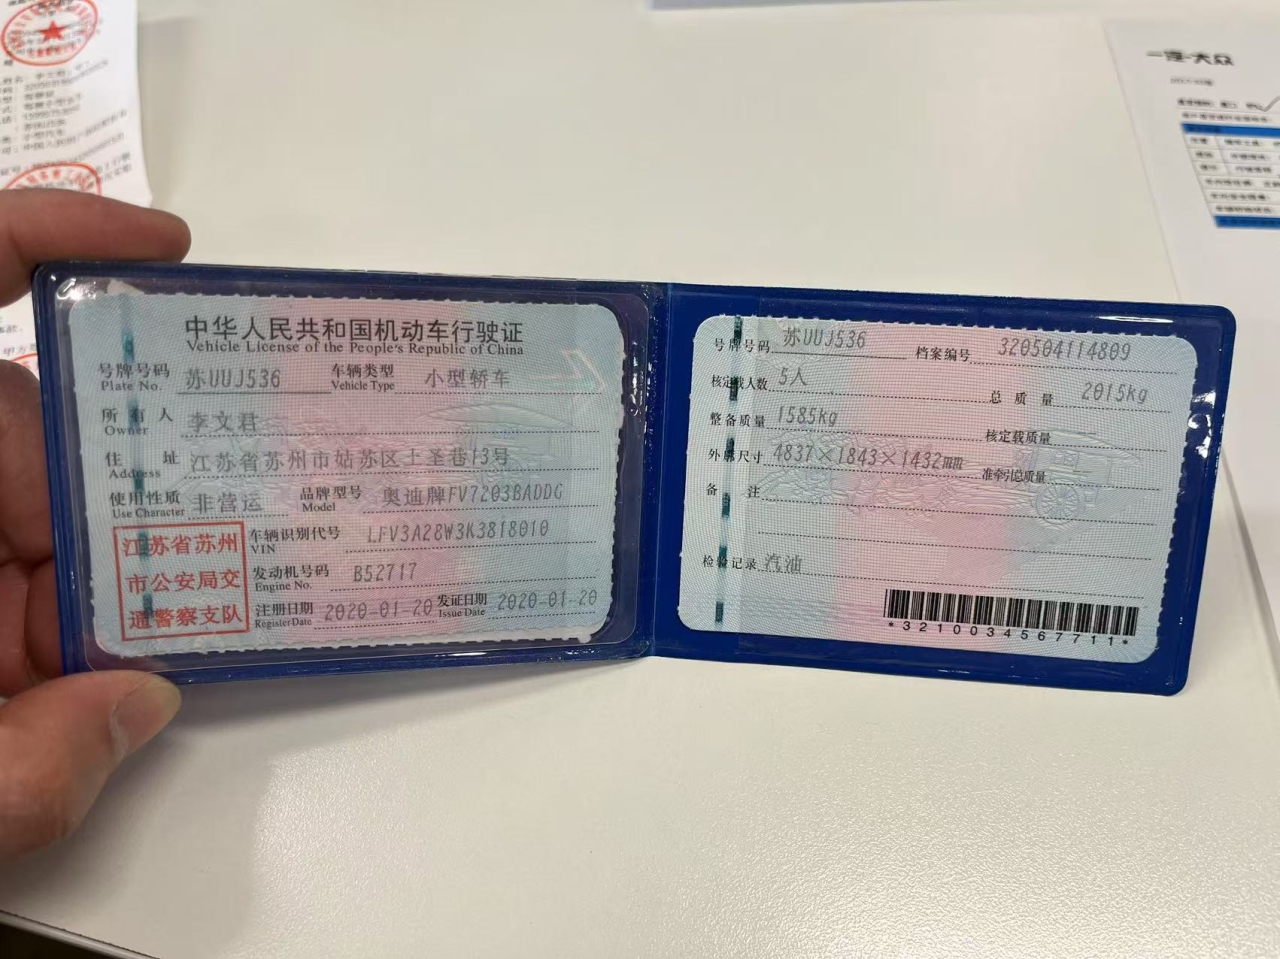 中华人民共和国机动车行驶证
Vehicle License of the People's Republic of China
号牌号码 苏UUJ536 车辆类型 小型轿车
Plate No. Vehicle Type
所有人 李文君
Owner
住址 江苏省苏州市姑苏区土圣巷13号
Address
使用性质 非营运 品牌型号 奥迪牌FV7203BADDG
Use Character Model
江苏省苏州
市公安局交
通警察支队
车辆识别代号 LFV3A28W3K3818010
VIN
发动机号码 B52717
Engine No.
注册日期 2020-01-20 发证日期 2020-01-20
Register Date Issue Date
号牌号码 苏UUJ536 档案编号 320504114809
核定载人数 5人 总质量 2015kg
整备质量 1585kg 核定载质量
外廓尺寸 4837×1843×1432mm 准牵引总质量
备注
检验记录 汽油
*3210034567711*
一汽-大众